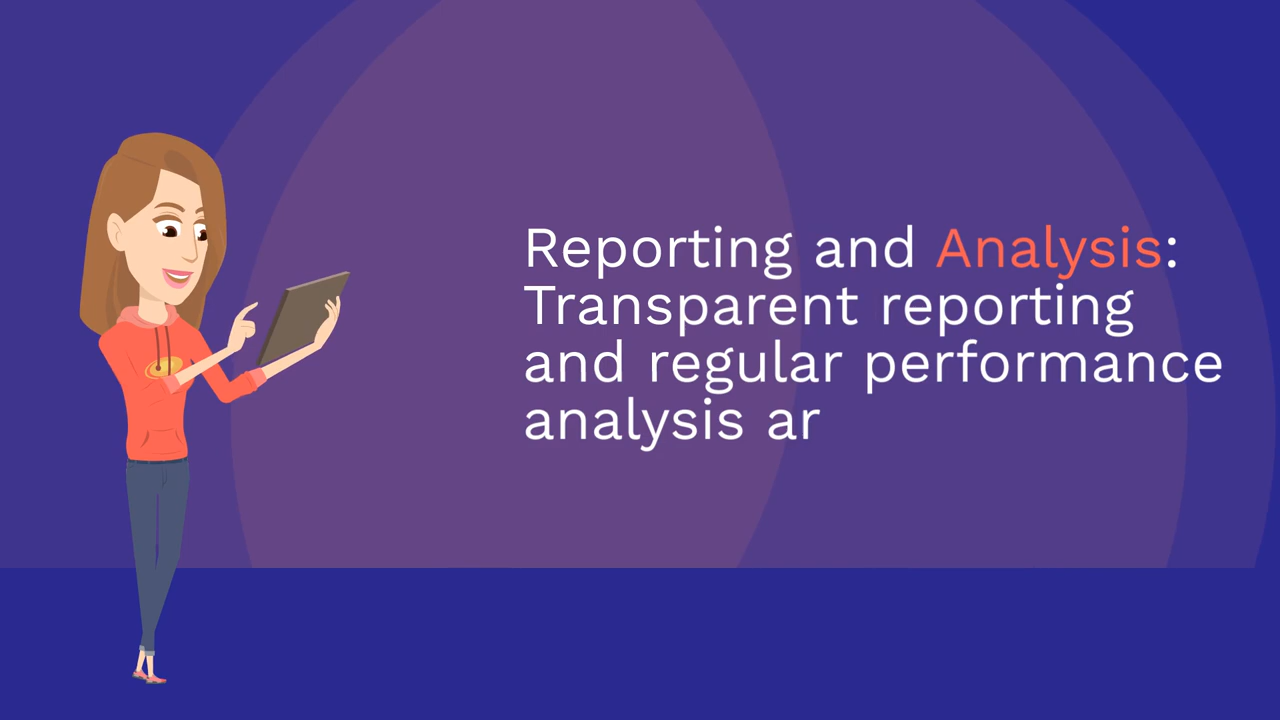 Reporting and Analysis:
Transparent reporting
and regular performance
analysis ar